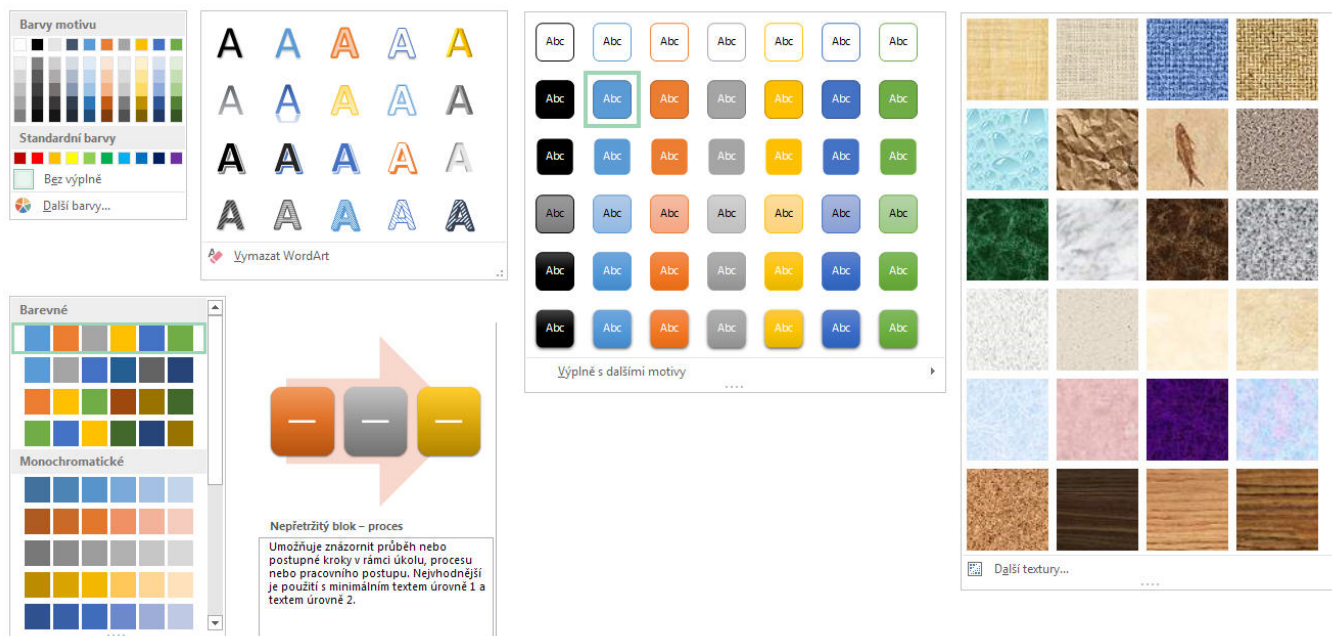 Barvy motivu
Standardní barvy
Bez výplně
Další barvy...
A A A A A
A A A A A
A A A A A
A A A A A
Vymazat WordArt
Abc Abc Abc Abc Abc Abc Abc
Abc Abc Abc Abc Abc Abc Abc
Abc Abc Abc Abc Abc Abc Abc
Abc Abc Abc Abc Abc Abc Abc
Abc Abc Abc Abc Abc Abc Abc
Abc Abc Abc Abc Abc Abc Abc
Výplně s dalšími motivy
Další textury...
Barevné
Monochromatické
Nepřetržitý blok – proces
Umožňuje znázornit průběh nebo
postupné kroky v rámci úkolu, procesu
nebo pracovního postupu. Nejvhodnější
je použití s minimálním textem úrovně 1 a
textem úrovně 2.